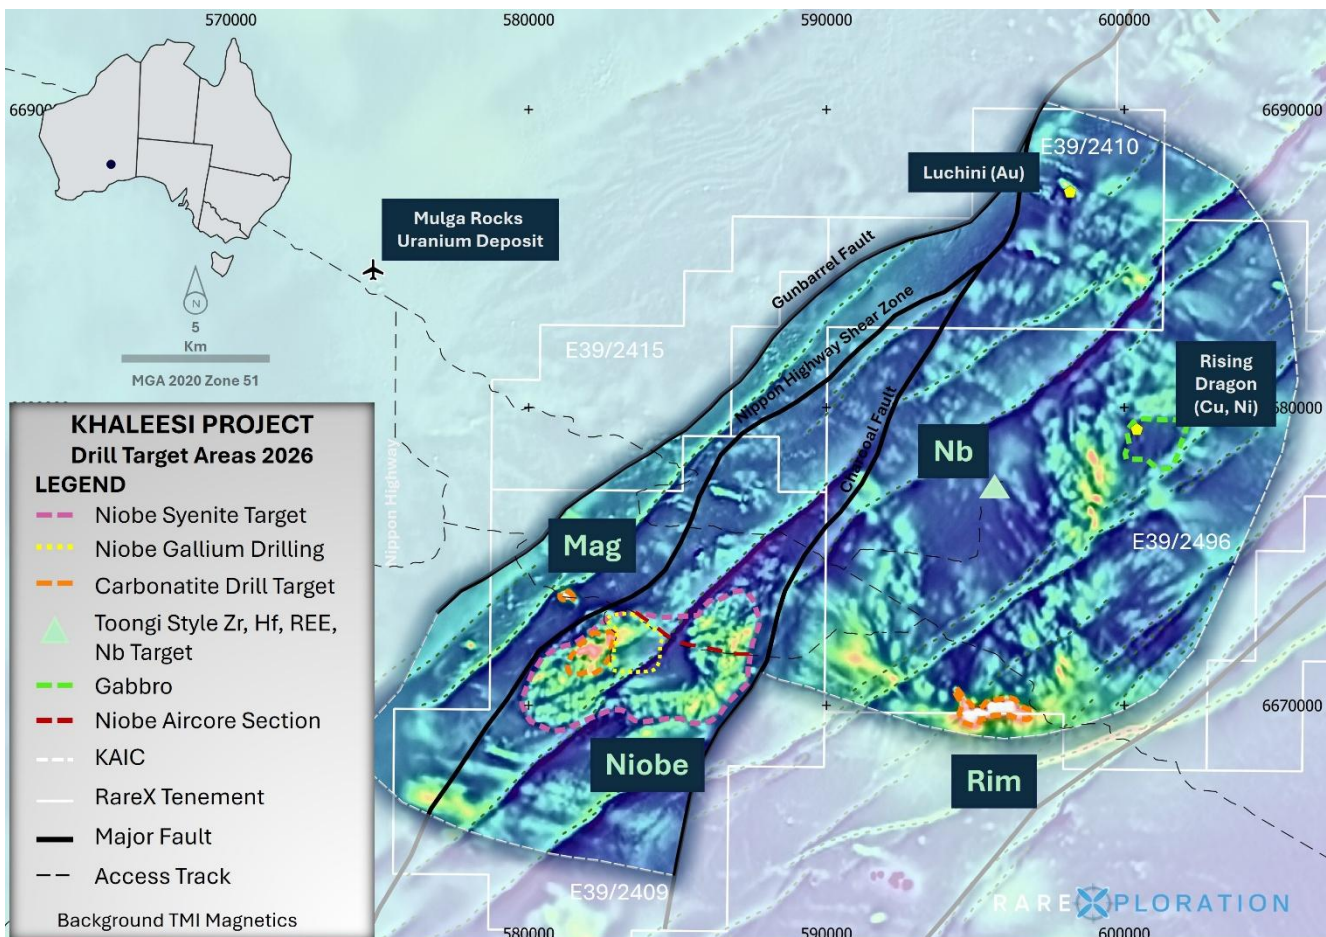 570000
580000
590000
600000
6690000
E39/2410
Luchini (Au)
Mulga Rocks
Uranium Deposit
Gunbarrel Fault
N
5
Km
MGA 2020 Zone 51
Nippon Highway Shear Zone
E39/2415
Charcoal Fault
Rising
Dragon
(Cu, Ni)
80000
KHALEESI PROJECT
Drill Target Areas 2026
LEGEND
Niobe Syenite Target
Niobe Gallium Drilling
Carbonatite Drill Target
Toongi Style Zr, Hf, REE,
Nb Target
Gabbro
Niobe Aircore Section
KAIC
RareX Tenement
Major Fault
Access Track
Background TMI Magnetics
Nippon Highway
Nb
Mag
E39/2496
6670000
Niobe
Rim
E39/2409
RAREXPLORATION
580000
590000
600000